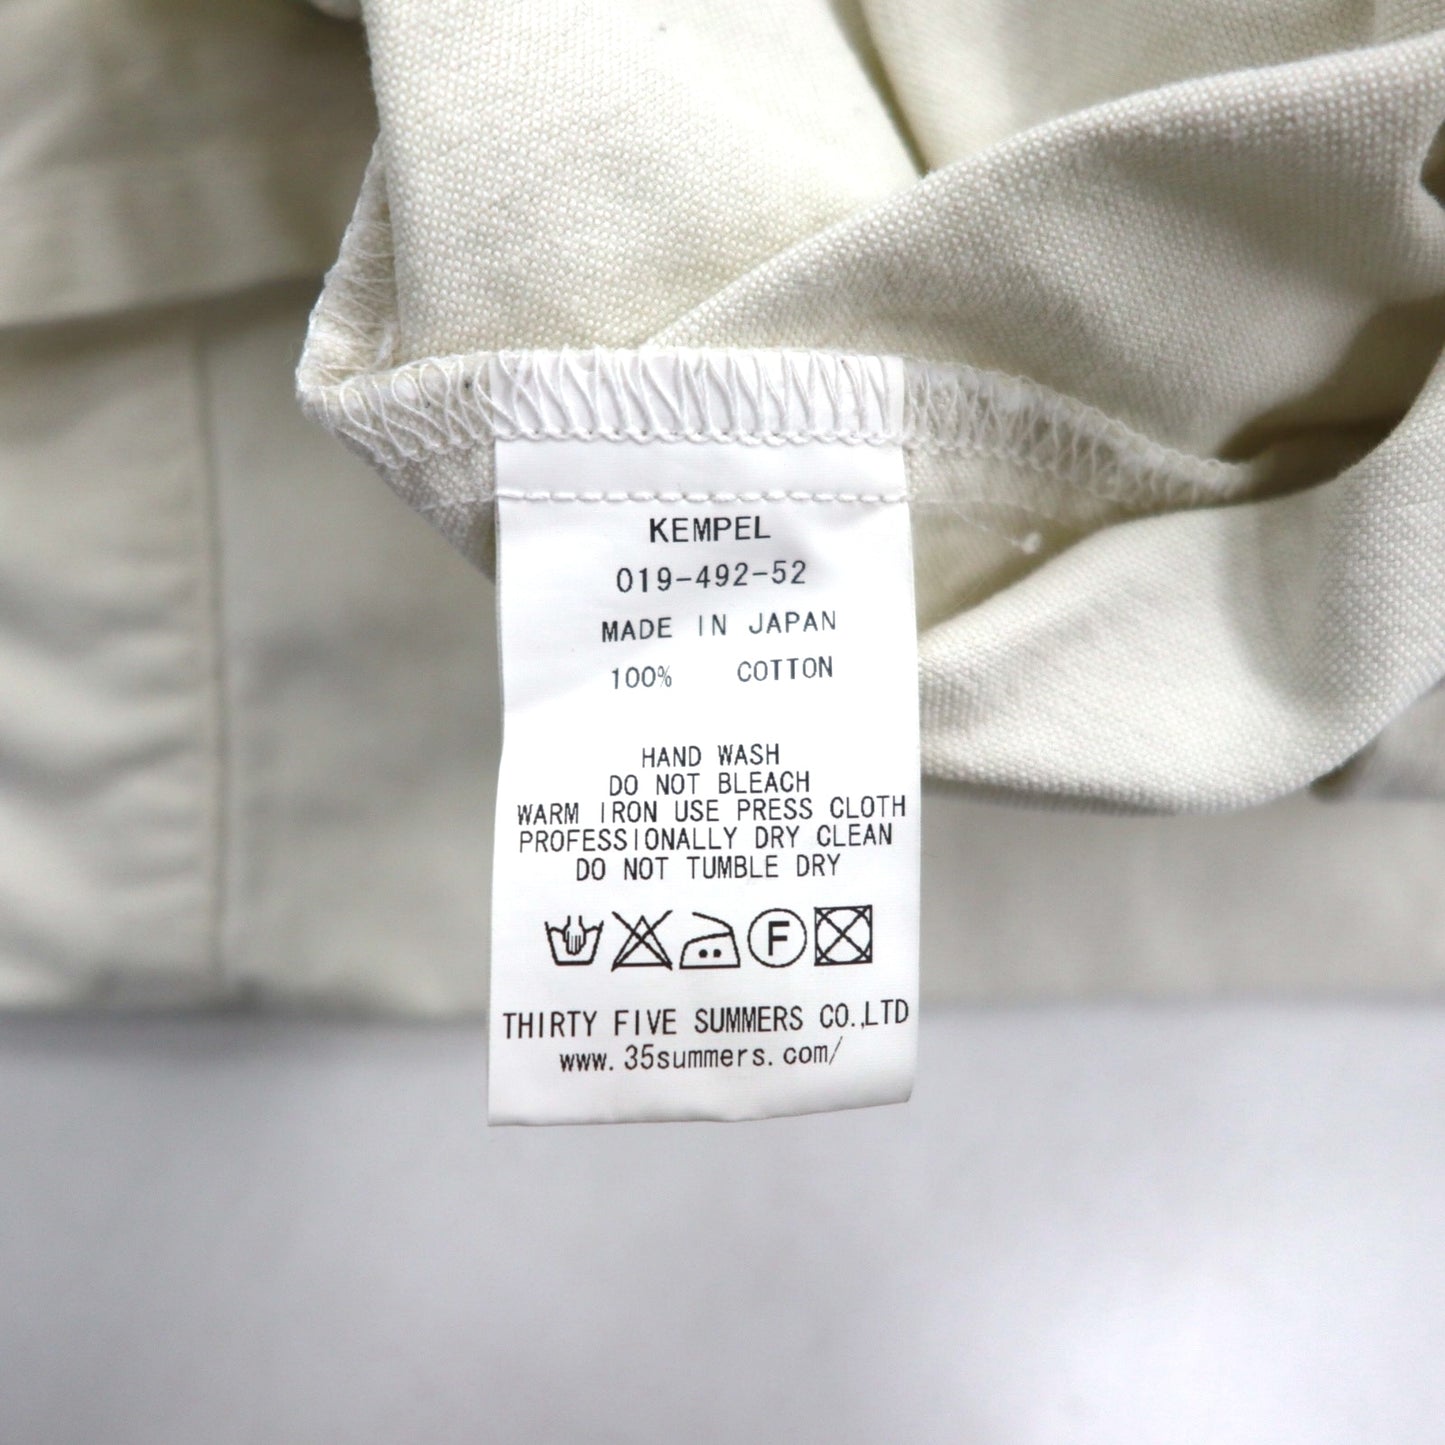 KEMPEL
019-492-52
MADE IN JAPAN
100% COTTON
HAND WASH
DO NOT BLEACH
WARM IRON USE PRESS CLOTH
PROFESSIONALLY DRY CLEAN
DO NOT TUMBLE DRY
F
THIRTY FIVE SUMMERS CO.,LTD
www.35summers.com/